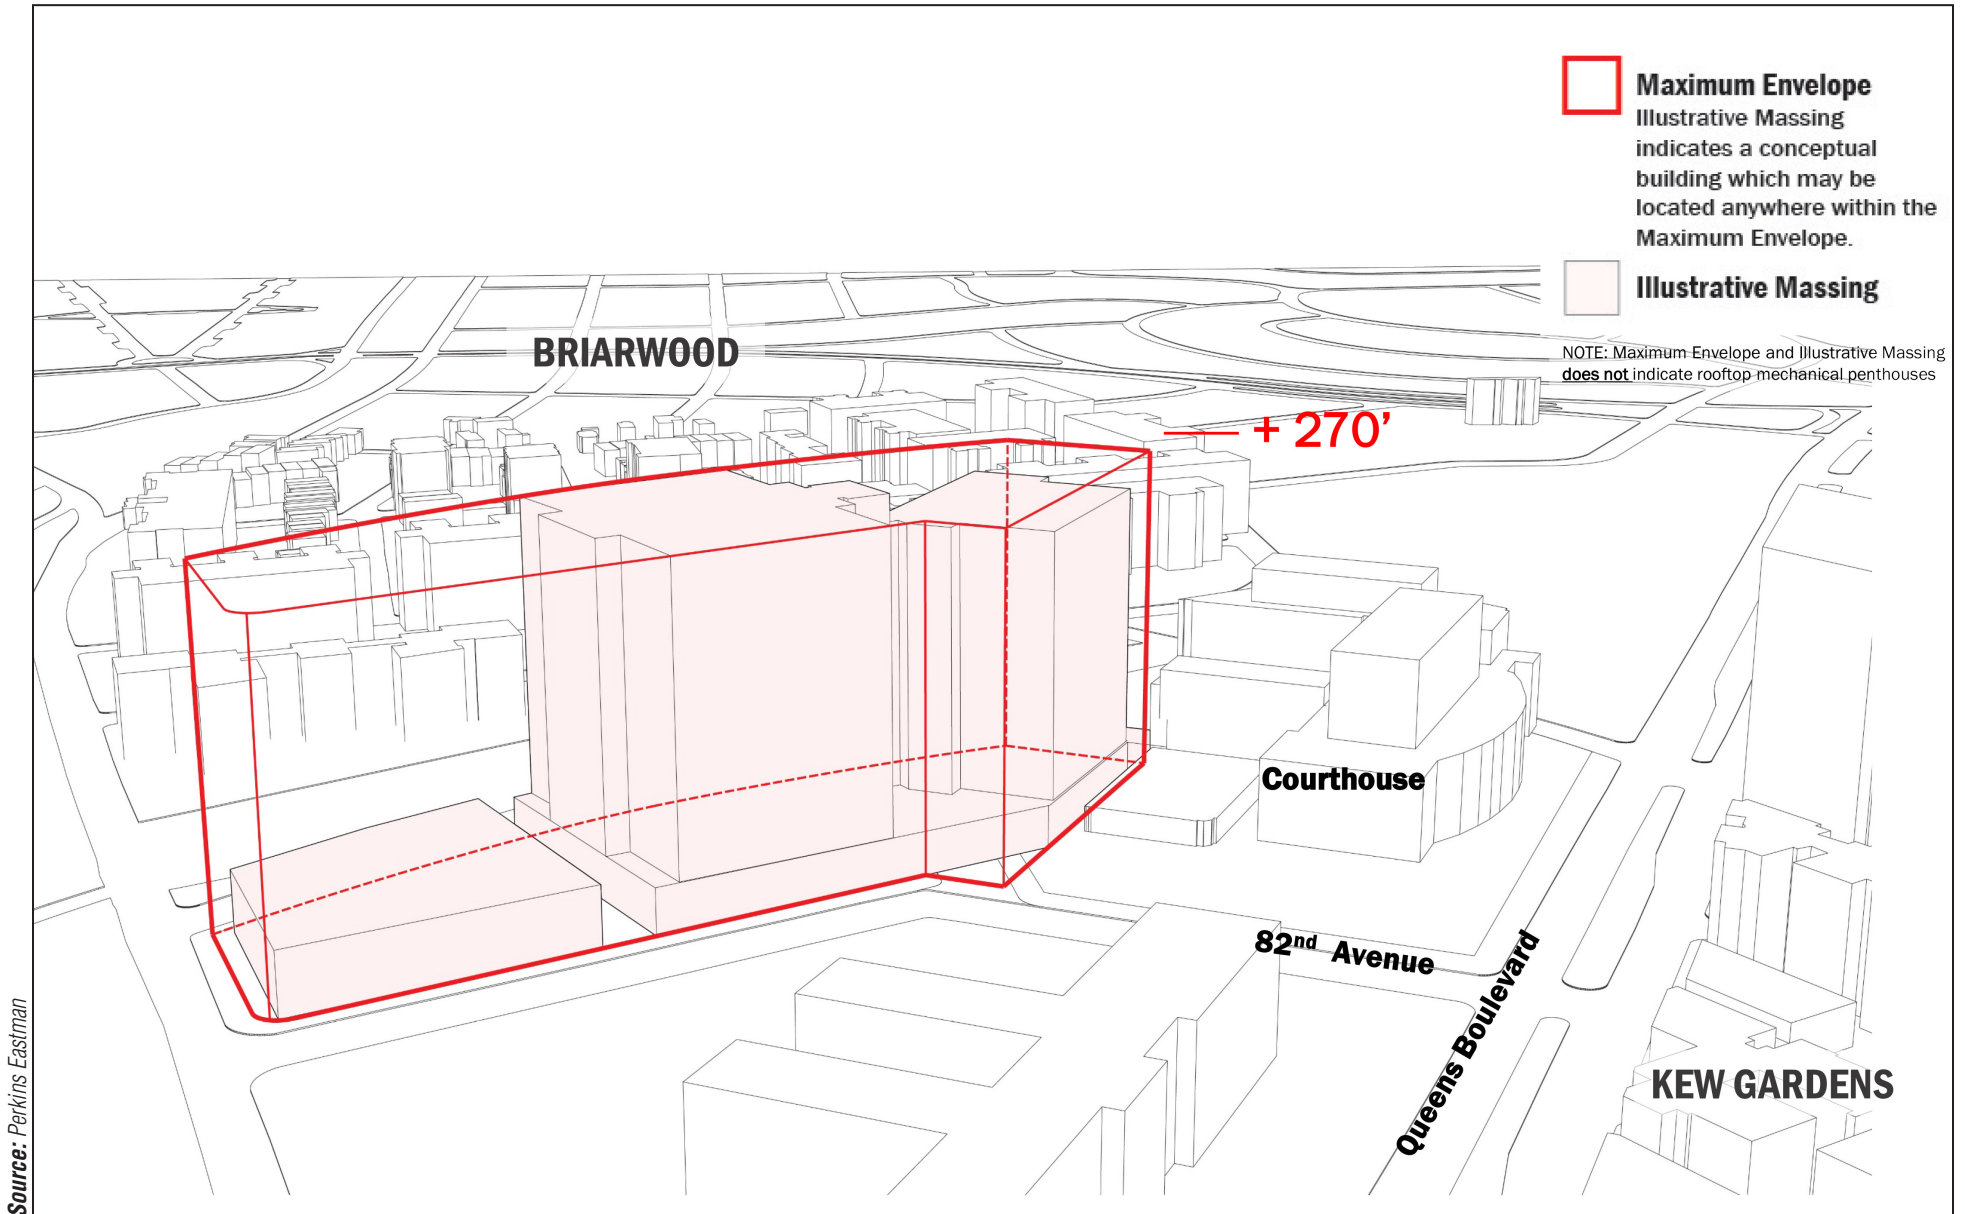 Maximum Envelope
Illustrative Massing
indicates a conceptual
building which may be
located anywhere within the
Maximum Envelope.
Illustrative Massing
NOTE: Maximum Envelope and Illustrative Massing
does not indicate rooftop mechanical penthouses
BRIARWOOD
+ 270’
Courthouse
82nd Avenue
Queens Boulevard
KEW GARDENS
Source: Perkins Eastman